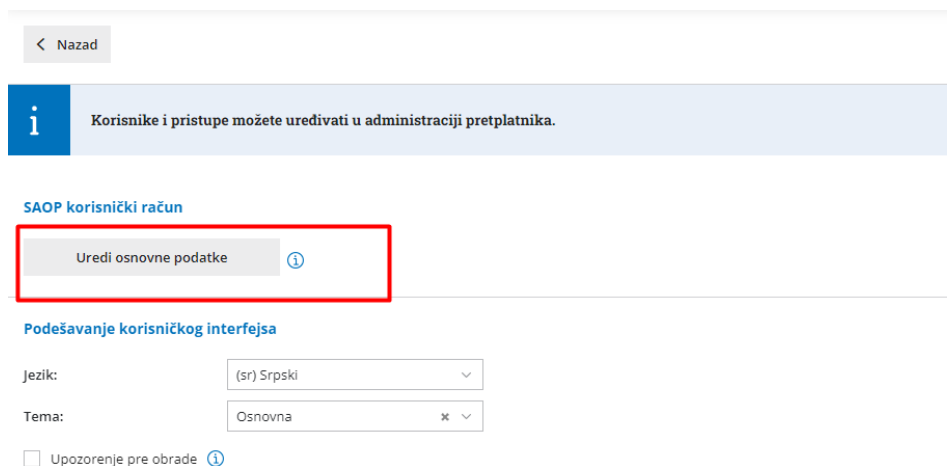 Nazad
i
Korisnike i pristupe možete uređivati u administraciji pretplatnika.
SAOP korisnički račun
Uredi osnovne podatke
i
Podešavanje korisničkog interfejsa
Jezik:
(sr) Srpski
Tema:
Osnovna
Upozorenje pre obrade
i